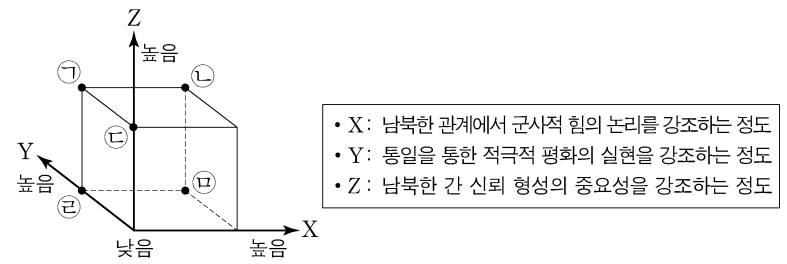 Z
높음
㉠
㉡
㉢
Y
높음
㉣
㉤
X
낮음
높음
• X: 남북한 관계에서 군사적 힘의 논리를 강조하는 정도
• Y: 통일을 통한 적극적 평화의 실현을 강조하는 정도
• Z: 남북한 간 신뢰 형성의 중요성을 강조하는 정도